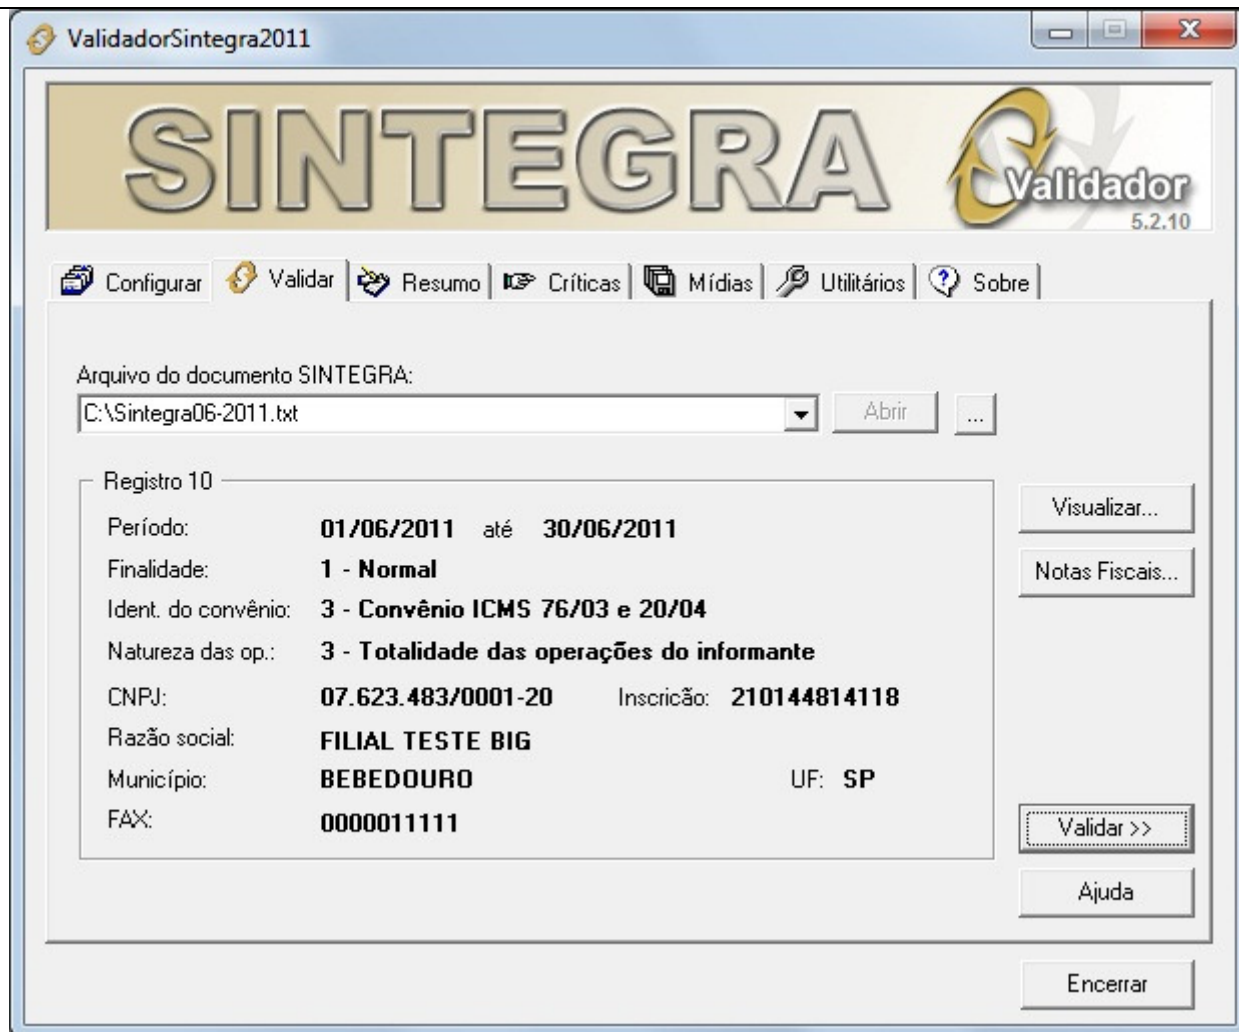 ValidadorSintegra2011
SINTEGRA
Validador
5.2.10
Configurar Validar Resumo Críticas Mídias Utilitários Sobre
Arquivo do documento SINTEGRA:
C:\Sintegra06-2011.txt Abrir ...
Registro 10
Visualizar...
Período: 01/06/2011 até 30/06/2011
Finalidade: 1 - Normal
Notas Fiscais...
Ident. do convênio: 3 - Convênio ICMS 76/03 e 20/04
Natureza das op.: 3 - Totalidade das operações do informante
CNPJ: 07.623.483/0001-20 Inscricão: 210144814118
Razão social: FILIAL TESTE BIG
Município: BEBEDOURO UF: SP
FAX: 0000011111
Validar >>
Ajuda
Encerrar